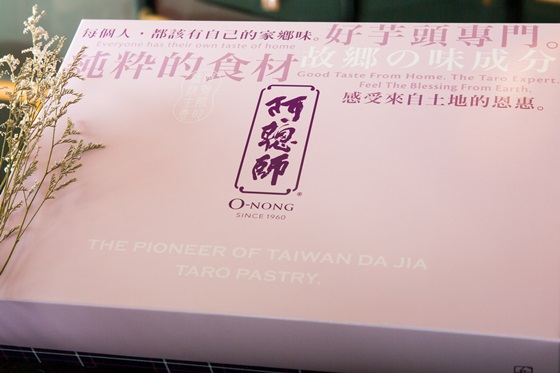 每個人，都該有自己的家鄉味。
好芋頭專門。
Everyone has their own taste of home
純粋的食材
故郷の味成分
Good Taste From Home. The Taro Expert.
Feel The Blessing From Earth.
感受來自土地的恩惠。
阿聰師
®
O-NONG
SINCE 1960
THE PIONEER OF TAIWAN DA JIA
TARO PASTRY.